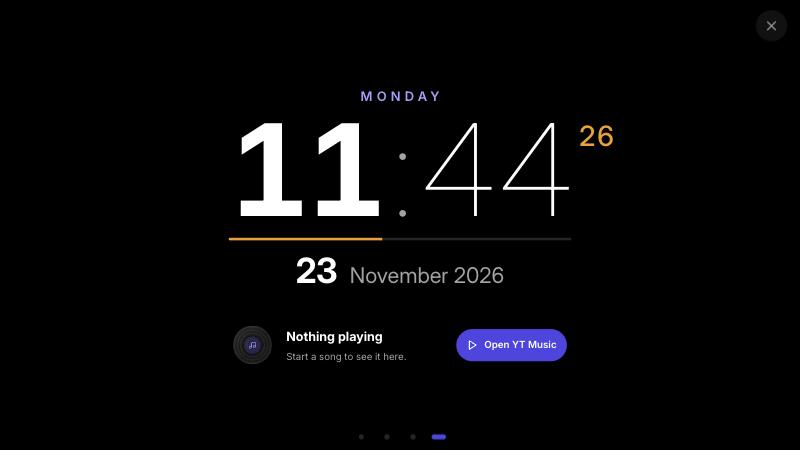 MONDAY
11:44 26
23 November 2026
Nothing playing
Start a song to see it here.
Open YT Music